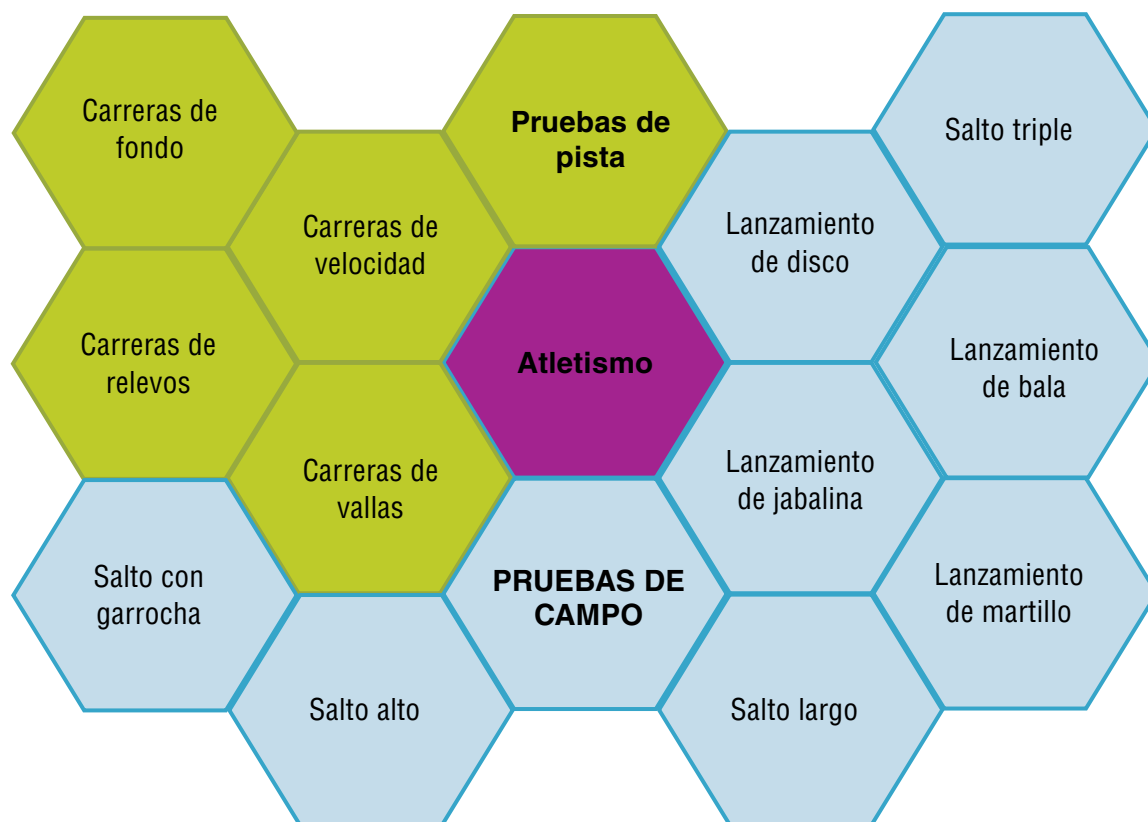 Carreras de
fondo
Pruebas de
pista
Salto triple
Carreras de
velocidad
Lanzamiento
de disco
Carreras de
relevos
Atletismo
Lanzamiento
de bala
Carreras de
vallas
Lanzamiento
de jabalina
Salto con
garrocha
PRUEBAS DE
CAMPO
Lanzamiento
de martillo
Salto alto
Salto largo